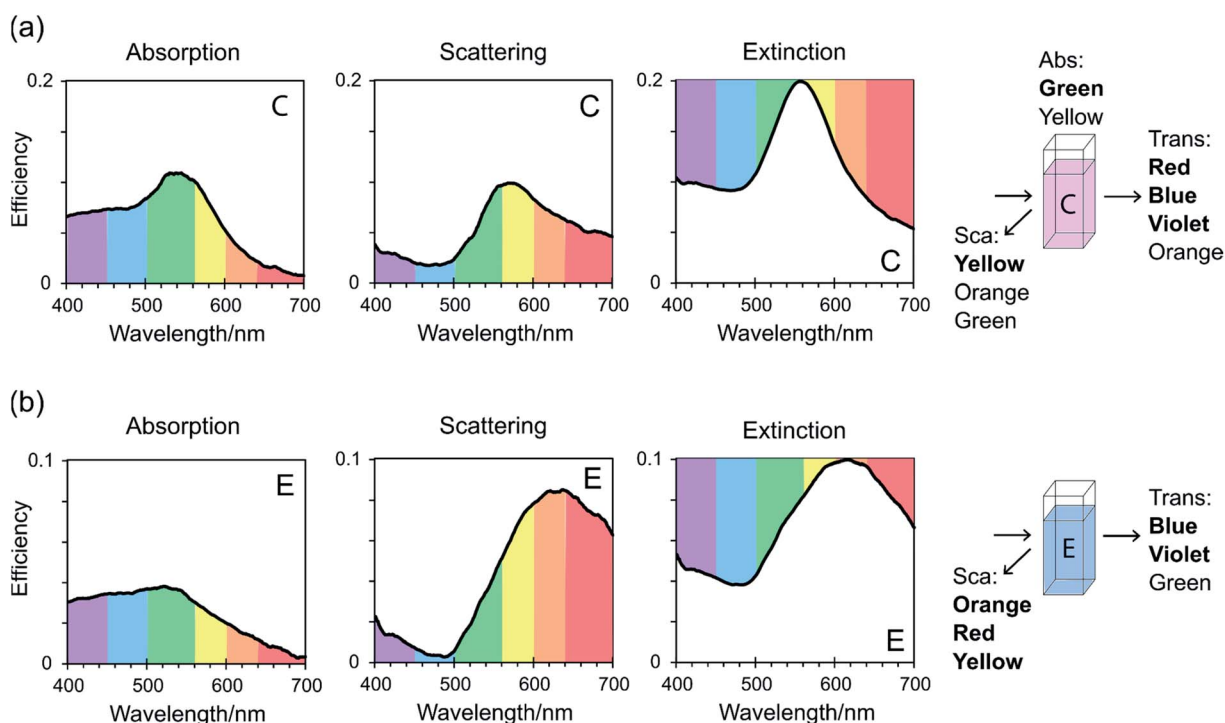 (a)
Absorption
Scattering
Extinction
0.2
0.2
0.2
C
C
C
Efficiency
0
0
0
400 500 600 700
400 500 600 700
400 500 600 700
Wavelength/nm
Wavelength/nm
Wavelength/nm
Abs:
Green
Yellow
C
Sca:
Yellow
Orange
Green
Trans:
Red
Blue
Violet
Orange
(b)
Absorption
Scattering
Extinction
0.1
0.1
0.1
E
E
E
Efficiency
0
0
0
400 500 600 700
400 500 600 700
400 500 600 700
Wavelength/nm
Wavelength/nm
Wavelength/nm
E
Sca:
Orange
Red
Yellow
Trans:
Blue
Violet
Green